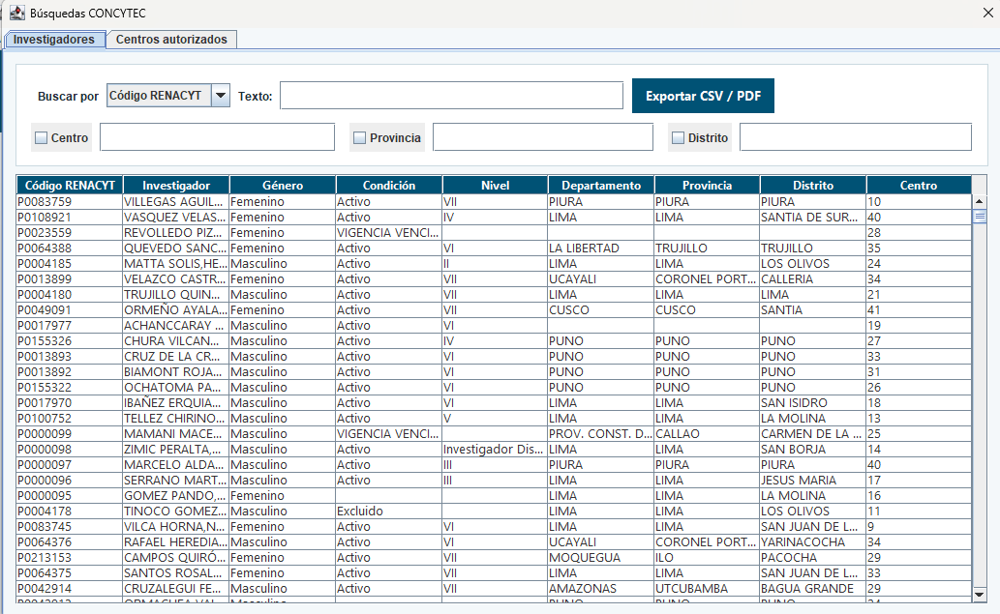 Búsquedas CONCYTEC
Investigadores Centros autorizados
Buscar por Código RENACYT Texto: Exportar CSV / PDF
Centro Provincia Distrito
Código RENACYT Investigador Género Condición Nivel Departamento Provincia Distrito Centro
P0083759 VILLEGAS AGUIL... Femenino Activo VII PIURA PIURA PIURA 10
P0108921 VASQUEZ VELAS... Femenino Activo IV LIMA LIMA SANTIA DE SUR... 40
P0023559 REVOLLEDO PIZ... Femenino VIGENCIA VENCI... 28
P0064388 QUEVEDO SANC... Femenino Activo VI LA LIBERTAD TRUJILLO TRUJILLO 35
P0004185 MATTA SOLIS,HE... Masculino Activo II LIMA LIMA LOS OLIVOS 24
P0013899 VELAZCO CASTR... Femenino Activo VII UCAYALI CORONEL PORT... CALLERIA 34
P0004180 TRUJILLO QUIN... Masculino Activo VII LIMA LIMA LIMA 21
P0049091 ORMEÑO AYALA... Femenino Activo VII CUSCO CUSCO SANTIA 41
P0017977 ACHANCCARAY ... Masculino Activo VI 19
P0155326 CHURA VILCAN... Masculino Activo IV PUNO PUNO PUNO 27
P0013893 CRUZ DE LA CR... Masculino Activo VI PUNO PUNO PUNO 33
P0013892 BIAMONT ROJA... Masculino Activo VI PUNO PUNO PUNO 31
P0155322 OCHATOMA PA... Masculino Activo VI PUNO PUNO PUNO 26
P0017970 IBAÑEZ ERQUIA... Masculino Activo VI LIMA LIMA SAN ISIDRO 18
P0100752 TELLEZ CHIRINO... Masculino Activo V LIMA LIMA LA MOLINA 13
P0000099 MAMANI MACE... Masculino VIGENCIA VENCI... PROV. CONST. D... CALLAO CARMEN DE LA ... 25
P0000098 ZIMIC PERALTA,... Masculino Activo Investigador Dis... LIMA LIMA SAN BORJA 14
P0000097 MARCELO ALDA... Masculino Activo III PIURA PIURA PIURA 40
P0000096 SERRANO MART... Masculino Activo III LIMA LIMA JESUS MARIA 17
P0000095 GOMEZ PANDO,... Femenino LIMA LIMA LA MOLINA 16
P0004178 TINOCO GOMEZ... Masculino Excluido LIMA LIMA LOS OLIVOS 11
P0083745 VILCA HORNA,N... Femenino Activo VI LIMA LIMA SAN JUAN DE L... 9
P0064376 RAFAEL HEREDIA... Masculino Activo VI UCAYALI CORONEL PORT... YARINACOCHA 34
P0213153 CAMPOS QUIRÓ... Femenino Activo VII MOQUEGUA ILO PACOCHA 29
P0064375 SANTOS ROSAL... Femenino Activo VII LIMA LIMA SAN JUAN DE L... 33
P0042914 CRUZALEGUI FE... Masculino Activo VII AMAZONAS UTCUBAMBA BAGUA GRANDE 29